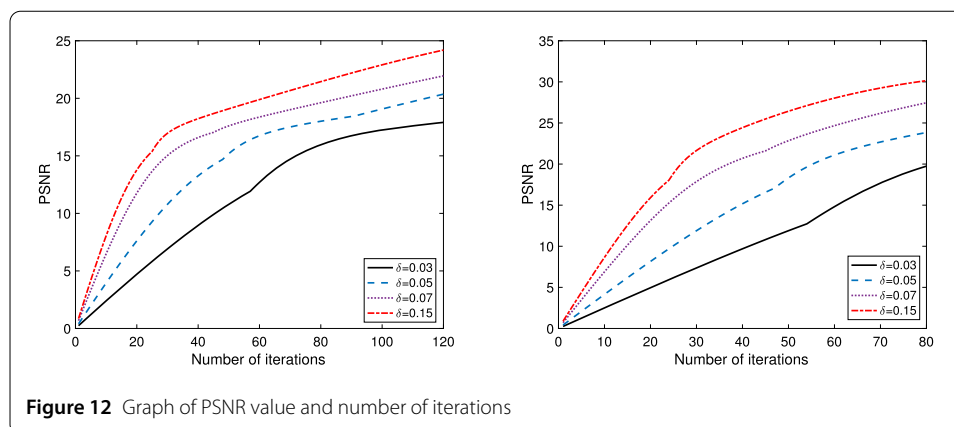 25
20
15
10
5
0
PSNR
0 20 40 60 80 100 120
Number of iterations
δ=0.03
δ=0.05
δ=0.07
δ=0.15
35
30
25
20
15
10
5
0
PSNR
0 10 20 30 40 50 60 70 80
Number of iterations
δ=0.03
δ=0.05
δ=0.07
δ=0.15
Figure 12 Graph of PSNR value and number of iterations